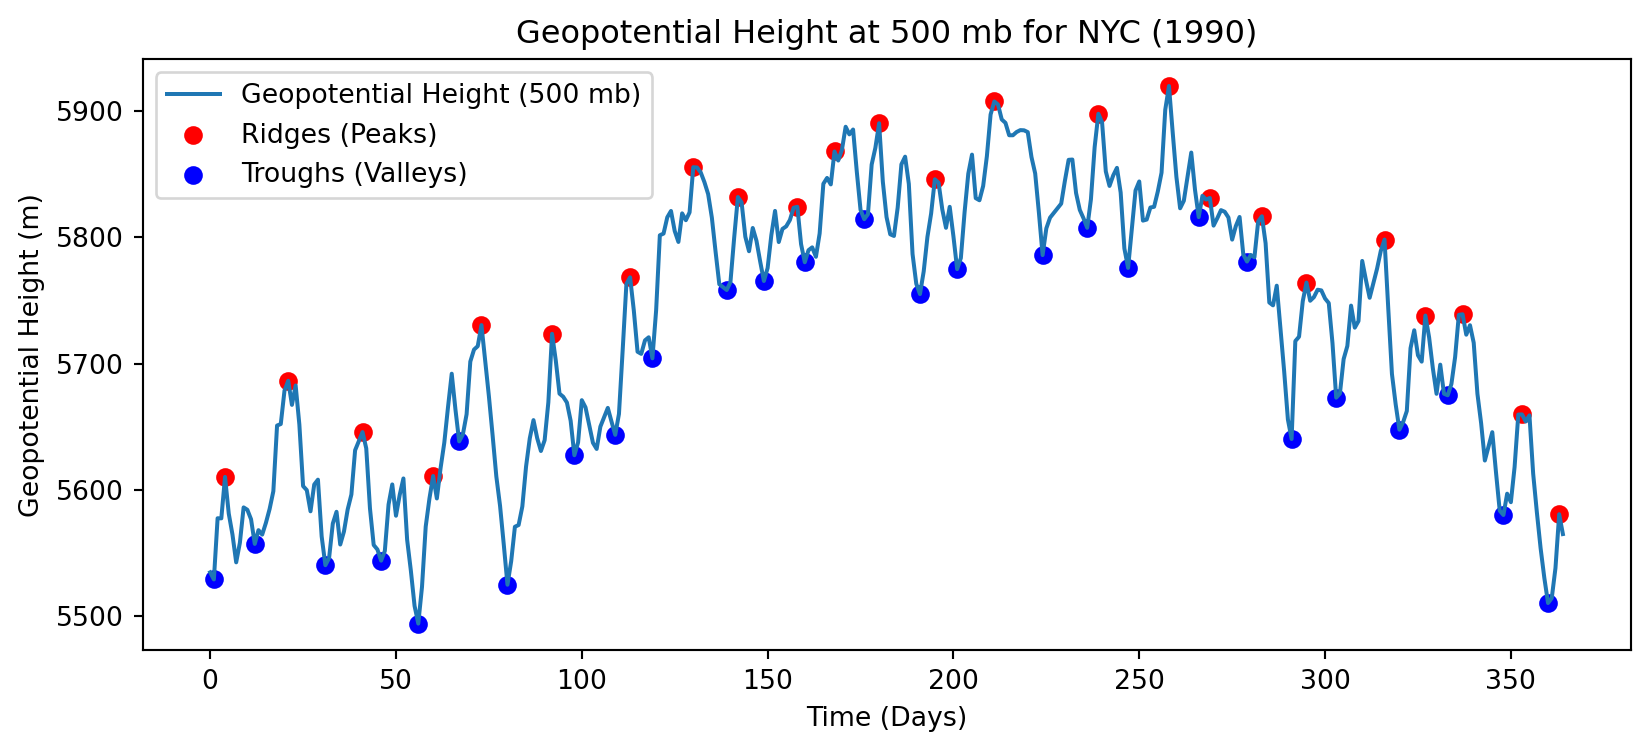 Geopotential Height at 500 mb for NYC (1990)
Geopotential Height (500 mb)
Ridges (Peaks)
Troughs (Valleys)
Geopotential Height (m)
5900
5800
5700
5600
5500
0 50 100 150 200 250 300 350
Time (Days)